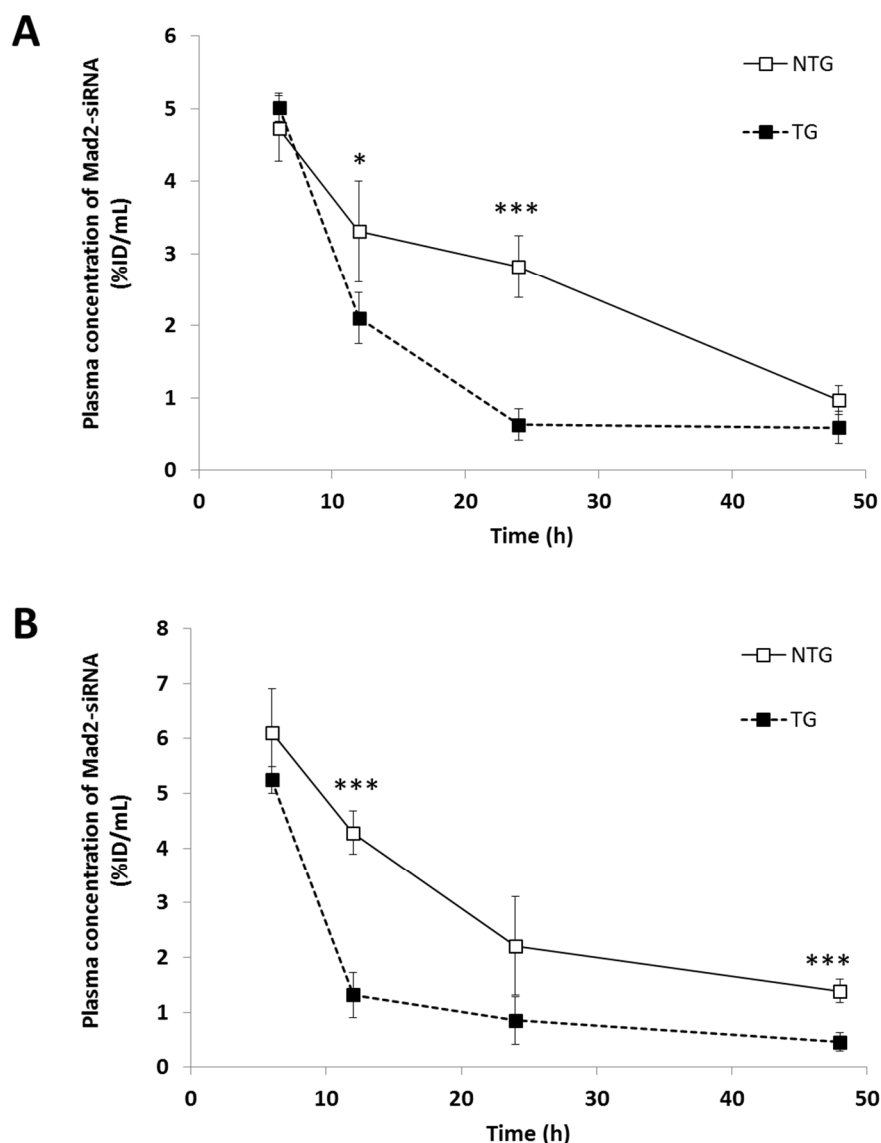 A
Plasma concentration of Mad2-siRNA
(%ID/mL)
6
5
4
3
2
1
0
*
***
NTG
TG
0
10
20
30
40
50
Time (h)
B
Plasma concentration of Mad2-siRNA
(%ID/mL)
8
7
6
5
4
3
2
1
0
***
***
NTG
TG
0
10
20
30
40
50
Time (h)